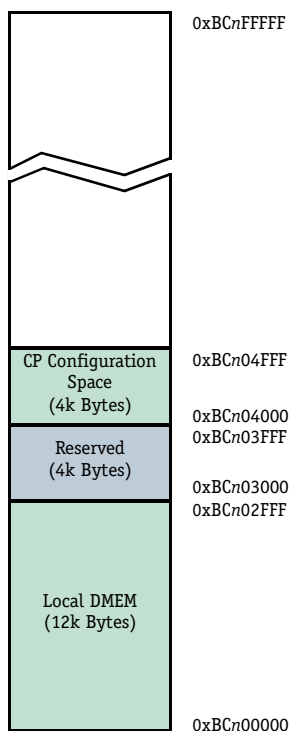 0xBCnFFFFF
CP Configuration
Space
(4k Bytes)
0xBCn04FFF
0xBCn04000
0xBCn03FFF
Reserved
(4k Bytes)
0xBCn03000
0xBCn02FFF
Local DMEM
(12k Bytes)
0xBCn00000